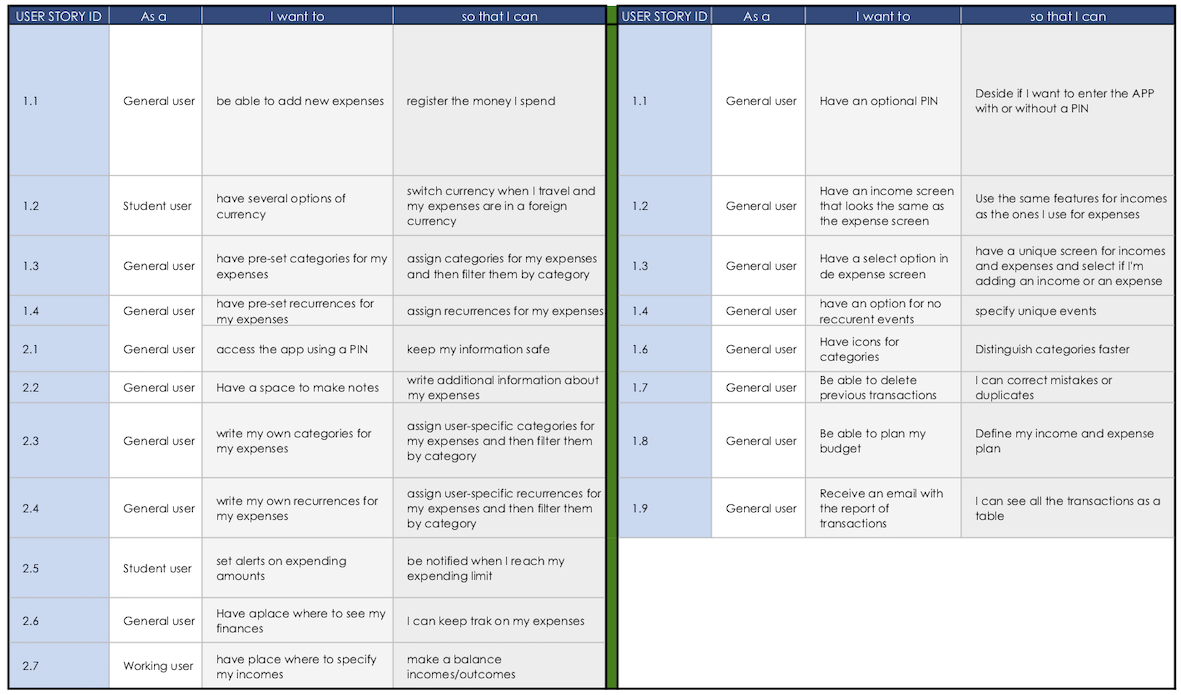 USER STORY ID As a I want to so that I can
1.1 General user be able to add new expenses register the money I spend
1.2 Student user have several options of
currency switch currency when I travel and
my expenses are in a foreign
currency
1.3 General user have pre-set categories for my
expenses assign categories for my expenses
and then filter them by category
1.4 General user have pre-set recurrences for
my expenses assign recurrences for my expenses
2.1 General user access the app using a PIN keep my information safe
2.2 General user Have a space to make notes write additional information about
my expenses
2.3 General user write my own categories for
my expenses assign user-specific categories for
my expenses and then filter them
by category
2.4 General user write my own recurrences for
my expenses assign user-specific recurrences for
my expenses and then filter them
by category
2.5 Student user set alerts on expending
amounts be notified when I reach my
expending limit
2.6 General user Have aplace where to see my
finances I can keep trak on my expenses
2.7 Working user have place where to specify
my incomes make a balance
incomes/outcomes
USER STORY ID As a I want to so that I can
1.1 General user Have an optional PIN Deside if I want to enter the APP
with or without a PIN
1.2 General user Have an income screen
that looks the same as
the expense screen Use the same features for incomes
as the ones I use for expenses
1.3 General user Have a select option in
de expense screen have a unique screen for incomes
and expenses and select if I'm
adding an income or an expense
1.4 General user have an option for no
reccurent events specify unique events
1.6 General user Have icons for
categories Distinguish categories faster
1.7 General user Be able to delete
previous transactions I can correct mistakes or
duplicates
1.8 General user Be able to plan my
budget Define my income and expense
plan
1.9 General user Receive an email with
the report of
transactions I can see all the transactions as a
table